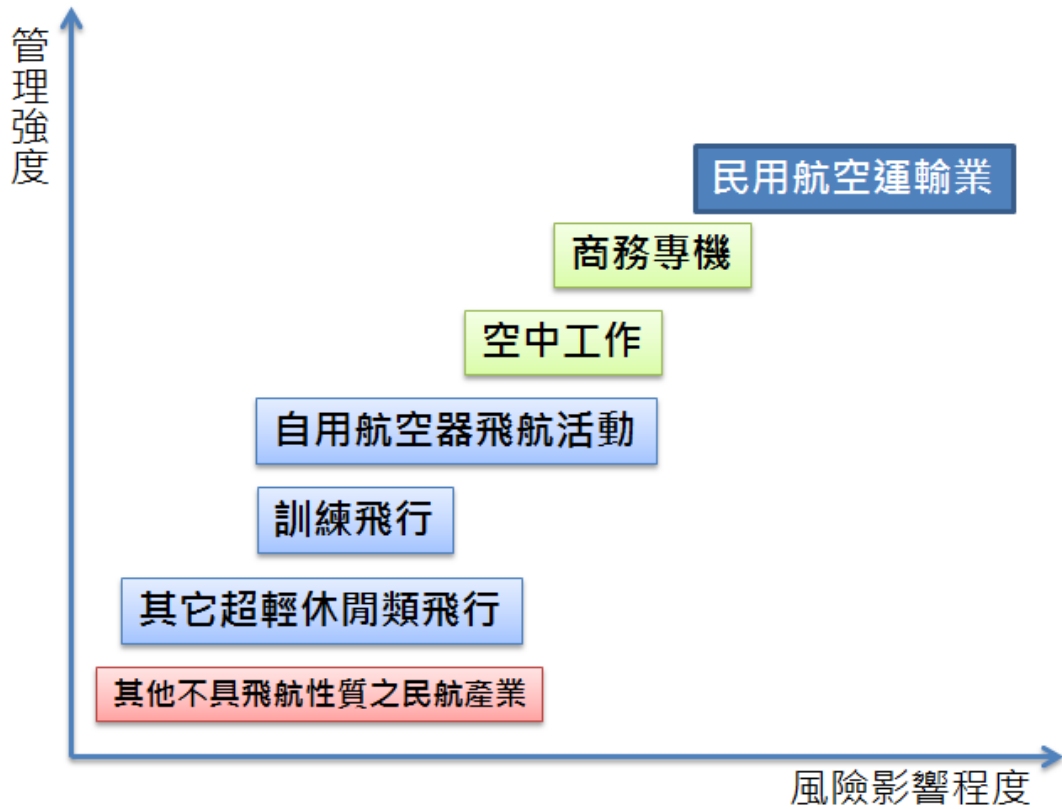 管理強度
民用航空運輸業
商務專機
空中工作
自用航空器飛航活動
訓練飛行
其它超輕休閒類飛行
其他不具飛航性質之民航產業
風險影響程度